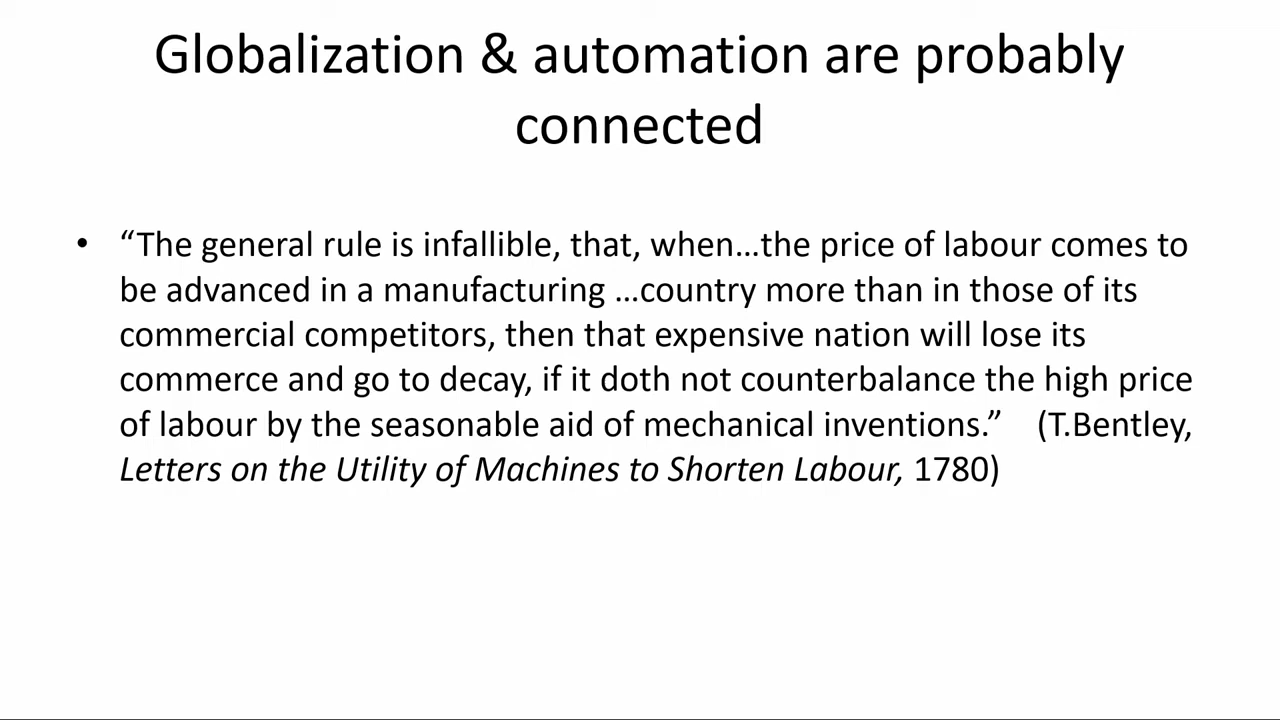 Globalization & automation are probably
connected
• “The general rule is infallible, that, when…the price of labour comes to
be advanced in a manufacturing …country more than in those of its
commercial competitors, then that expensive nation will lose its
commerce and go to decay, if it doth not counterbalance the high price
of labour by the seasonable aid of mechanical inventions.” (T.Bentley,
Letters on the Utility of Machines to Shorten Labour, 1780)